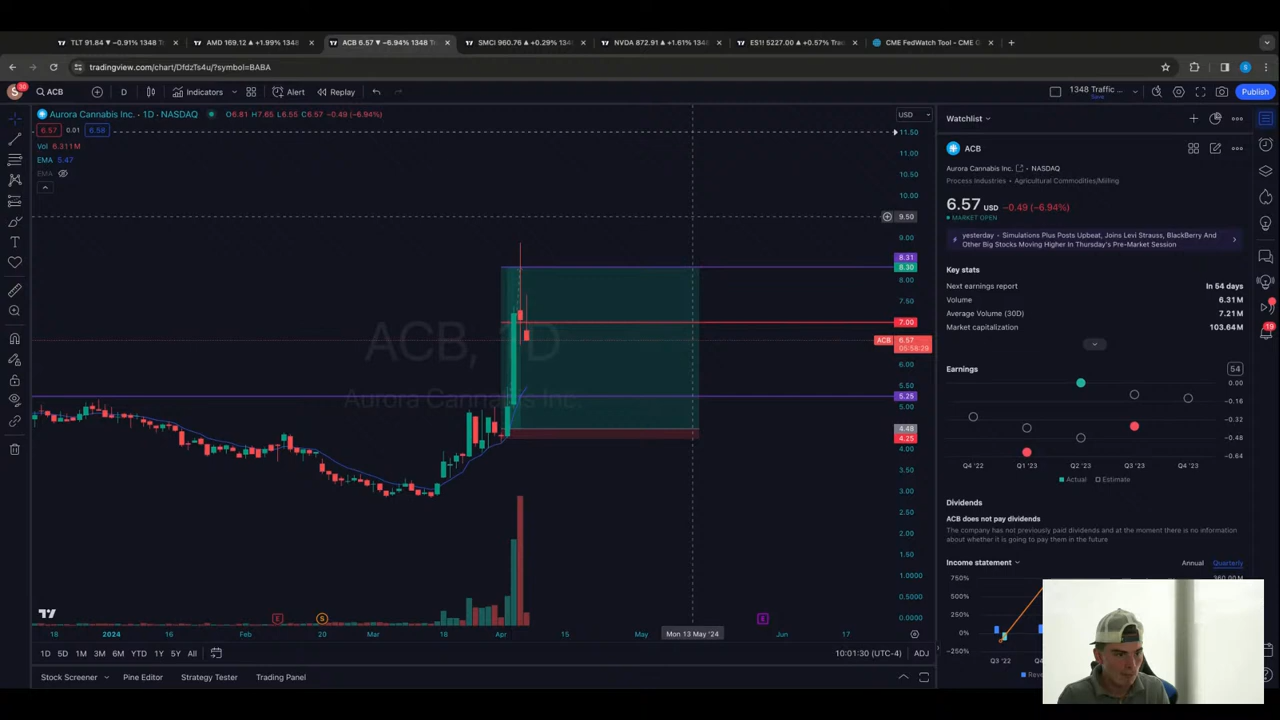 TLT 91.84 ▼ −0.91% 1348 Tr
AMD 169.12 ▲ +1.99% 1348
ACB 6.57 ▼ −6.94% 1348 T
SMCI 960.76 ▲ +0.29% 1348
NVDA 872.91 ▲ +1.61% 1348
ES1! 5227.00 ▲ +0.57% Tra
CME FedWatch Tool - CME G
tradingview.com/chart/DfdzTs4u/?symbol=BABA
S
S
30
ACB
D
Indicators
Alert
Replay
1348 Traffic ...
Save
Publish
Aurora Cannabis Inc. · 1D · NASDAQ
O6.81 H7.65 L6.55 C6.57 −0.49 (−6.94%)
USD
6.57 0.01 6.58
Vol 6.311M
EMA 5.47
EMA
ACB, 1D
Aurora Cannabis Inc.
11.50
11.00
10.50
10.00
9.50
9.00
8.31
8.30
8.00
7.50
7.00
ACB 6.57
05:58:29
6.00
5.50
5.25
5.00
4.48
4.25
4.00
3.50
3.00
2.50
2.00
1.50
1.0000
0.5000
0.0000
E
S
E
18 2024 16 Feb 20 Mar 18 Apr 15 May Mon 13 May '24 Jun 17
1D 5D 1M 3M 6M YTD 1Y 5Y All
10:01:30 (UTC-4)
ADJ
Stock Screener
Pine Editor
Strategy Tester
Trading Panel
Watchlist
ACB
Aurora Cannabis Inc. · NASDAQ
Process Industries · Agricultural Commodities/Milling
6.57 USD −0.49 (−6.94%)
MARKET OPEN
yesterday · Simulations Plus Posts Upbeat, Joins Levi Strauss, BlackBerry And
Other Big Stocks Moving Higher In Thursday's Pre-Market Session
Key stats
Next earnings report In 54 days
Volume 6.31M
Average Volume (30D) 7.21M
Market capitalization 103.64M
Earnings 54
0.00
−0.16
−0.32
−0.48
−0.64
Q4 '22 Q1 '23 Q2 '23 Q3 '23 Q4 '23
Actual Estimate
Dividends
ACB does not pay dividends
The company has not previously paid dividends and at the moment there is no information
about whether it is going to pay them in the future
Income statement
Annual Quarterly
750%
500%
250%
0%
−250%
Q3 '22
19